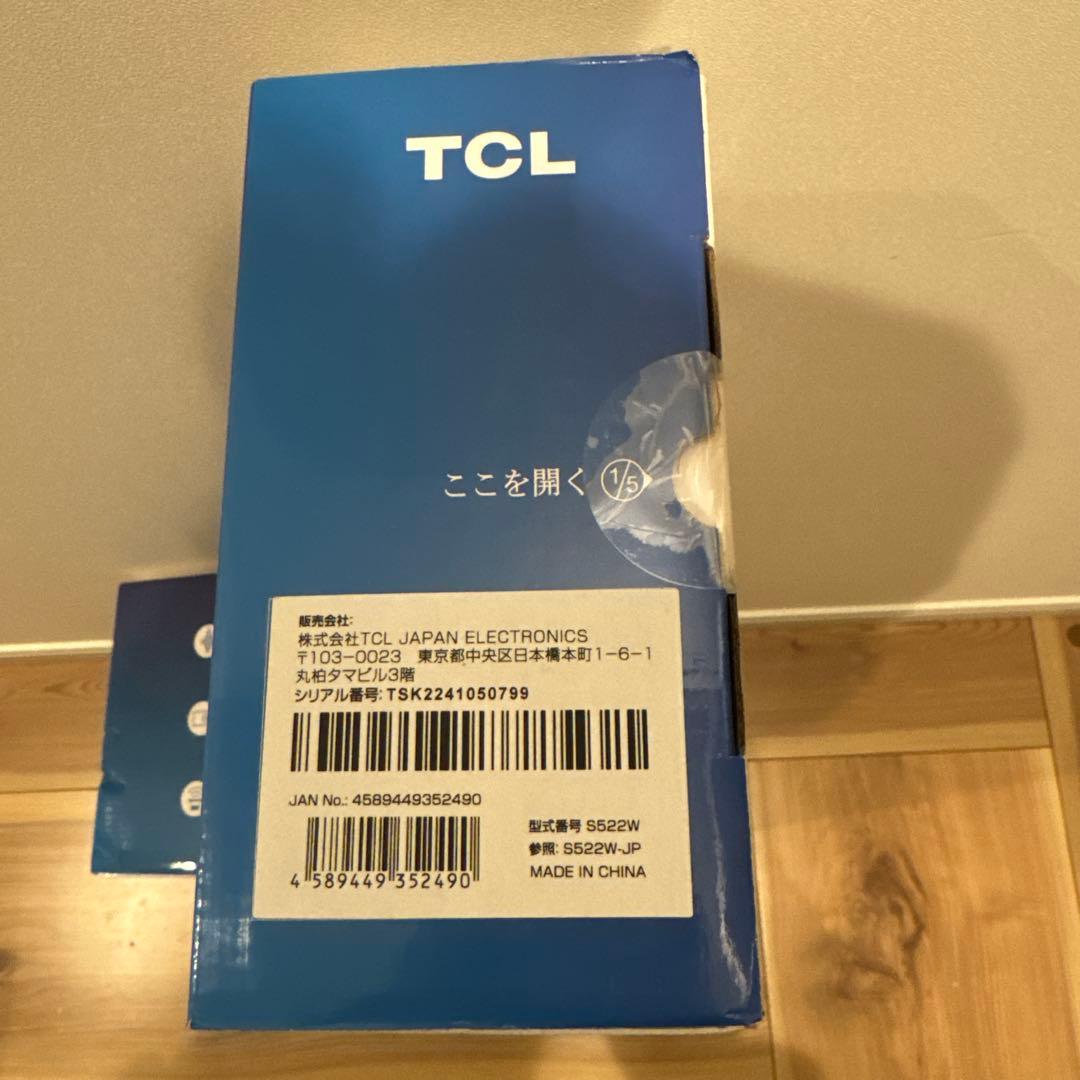 TCL
ここを開く 1/5
販売会社:
株式会社TCL JAPAN ELECTRONICS
〒103-0023 東京都中央区日本橋本町1-6-1
丸柏タマビル3階
シリアル番号: TSK2241050799
JAN No.: 4589449352490
4 589449 352490
型式番号 S522W
参照: S522W-JP
MADE IN CHINA